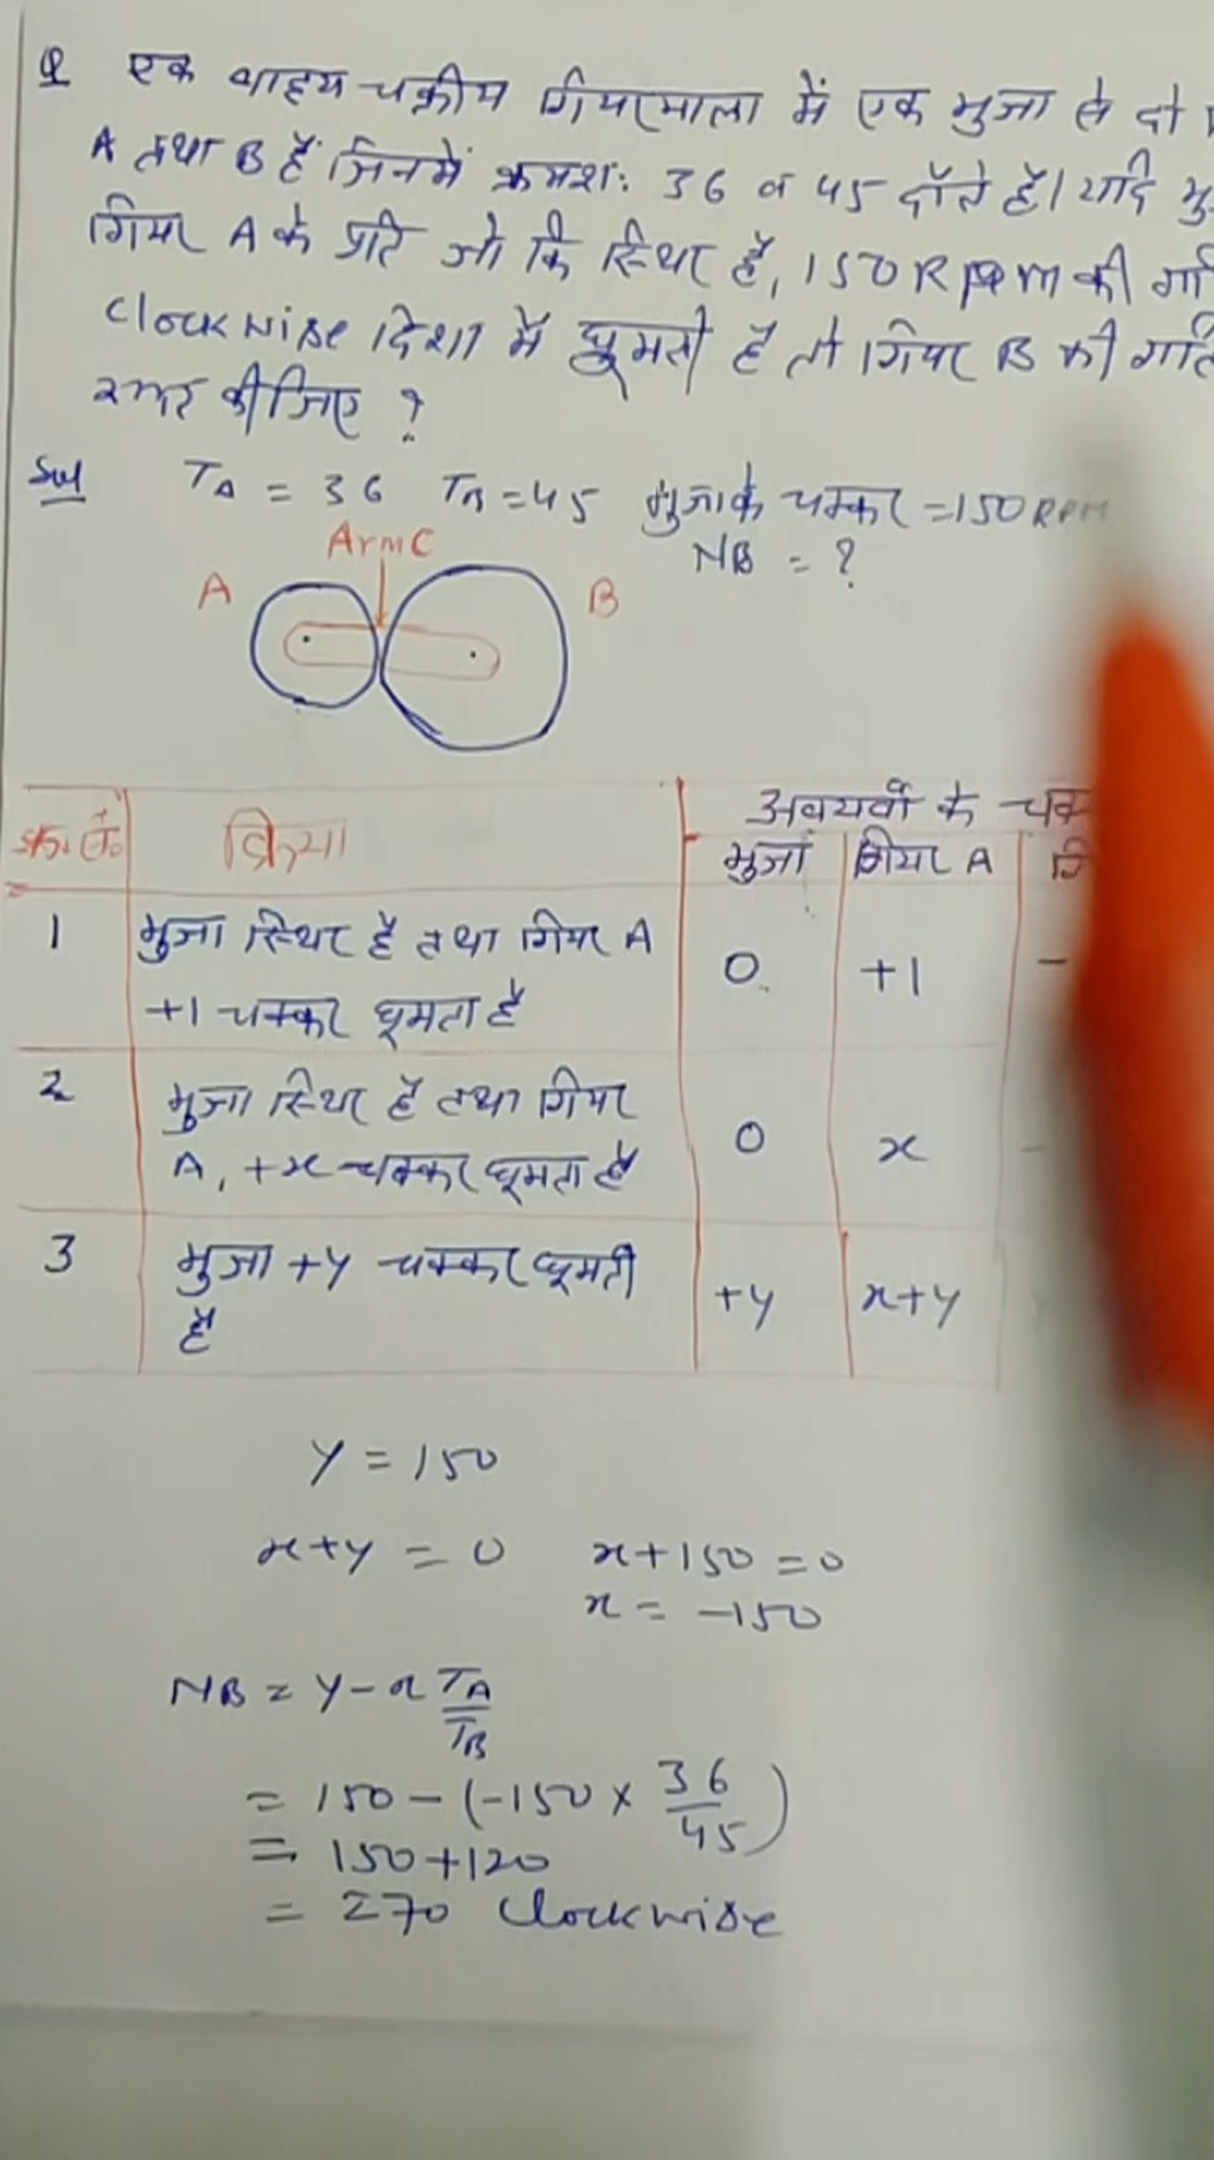 Q एक वाहय चक्रीय गियरमाला में एक भुजा से दो
A तथा B हैं जिनमें क्रमशः 36 व 45 दाँते हैं। यदि
गियर A के प्रति जो कि स्थिर है, 150 RPM की
Clockwise दिशा में घूमती है तो गियर B की
कीजिए ?
Sol TA = 36 TB = 45 भुजा के चक्कर = 150 RPM
NB = ?
Arm C
A B
अवयवों के
क्रिया भुजा गियर A
1 भुजा स्थिर है तथा गियर A 0 +1 -
+1 चक्कर घूमता है
2 भुजा स्थिर है तथा गियर 0 x -
A, +x चक्कर घूमता है
3 भुजा +y चक्कर घूमती +y x+y
है
y = 150
x+y = 0 x+150 = 0
x = -150
NB = y - x TA/TB
= 150 - (-150 × 36/45)
= 150+120
= 270 Clockwise